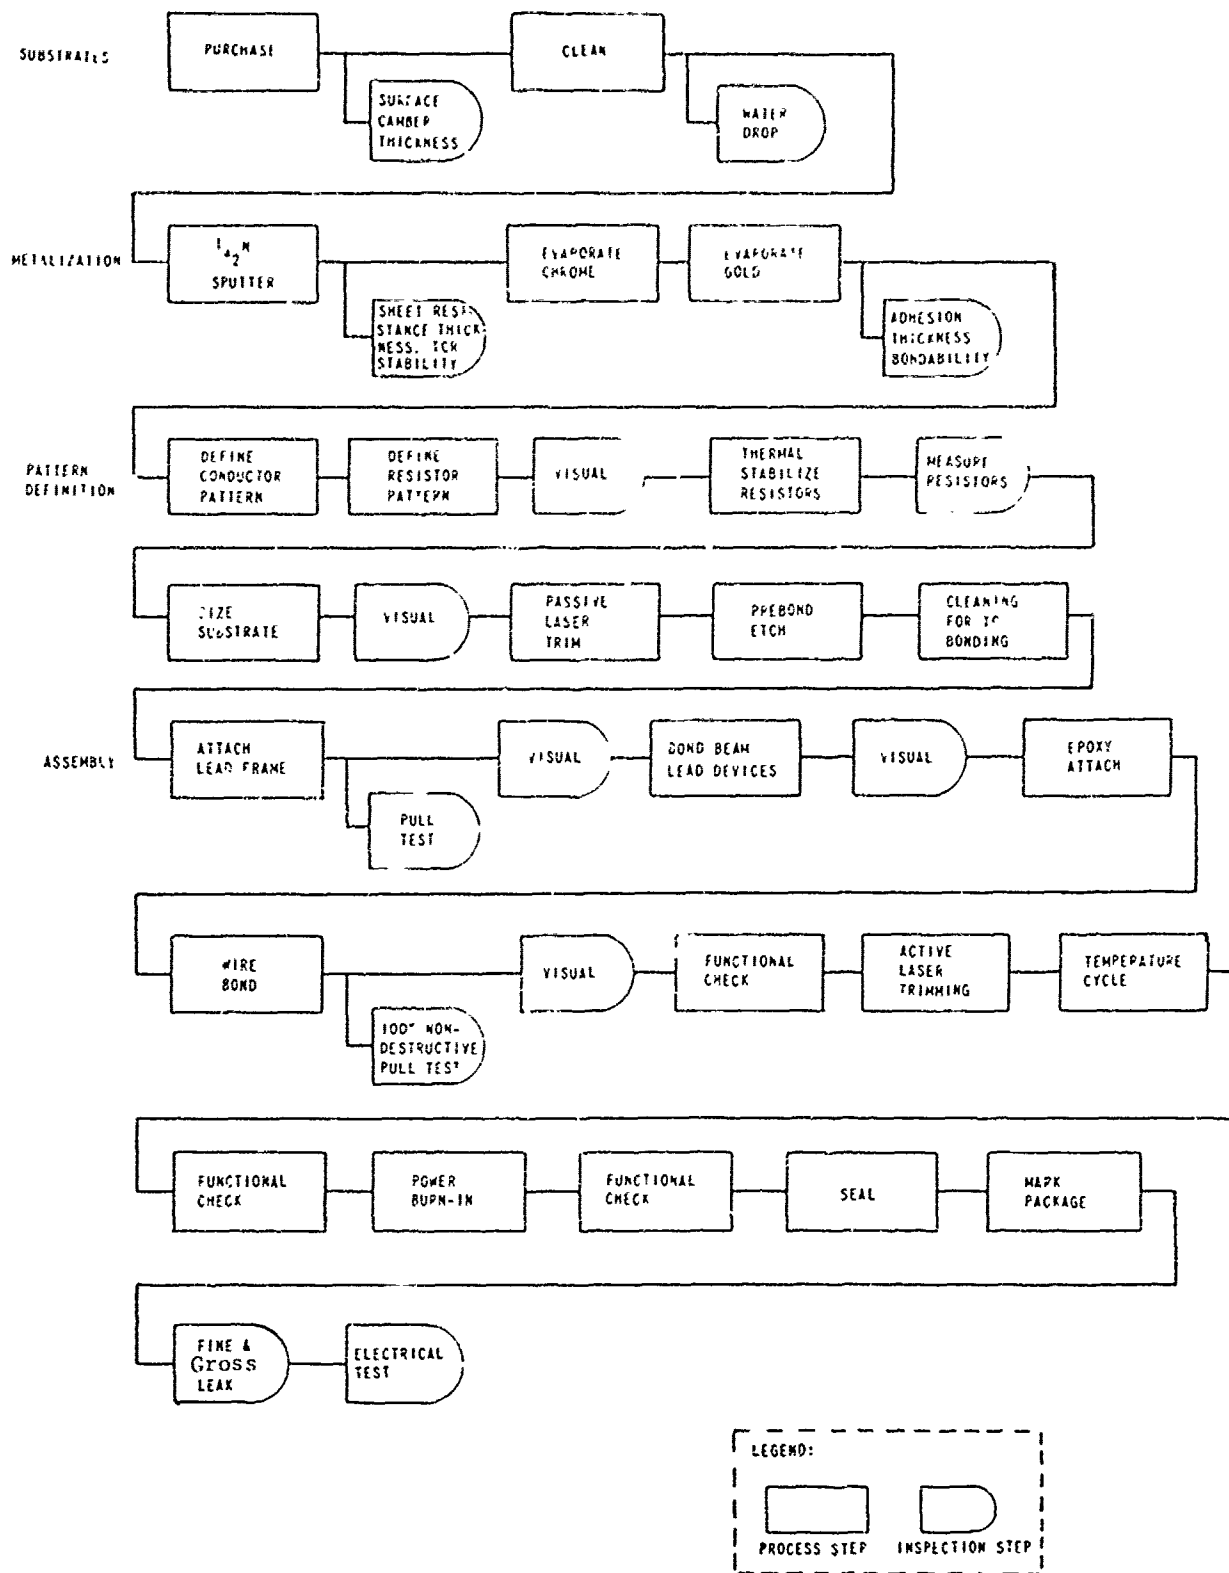 SUBSTRATES
PURCHASE
CLEAN
SURFACE
CAMBER
THICKNESS
WATER
DROP
METALIZATION
Ta2N
SPUTTER
EVAPORATE
CHROME
EVAPORATE
GOLD
SHEET RESI-
STANCE THICK-
NESS, TCR
STABILITY
ADHESION
THICKNESS
BONDABILITY
PATTERN
DEFINITION
DEFINE
CONDUCTOR
PATTERN
DEFINE
RESISTOR
PATTERN
VISUAL
THERMAL
STABILIZE
RESISTORS
MEASURE
RESISTORS
SIZE
SUBSTRATE
VISUAL
PASSIVE
LASER
TRIM
PREBOND
ETCH
CLEANING
FOR TC
BONDING
ASSEMBLY
ATTACH
LEAD FRAME
VISUAL
BOND BEAM
LEAD DEVICES
VISUAL
EPOXY
ATTACH
PULL
TEST
WIRE
BOND
VISUAL
FUNCTIONAL
CHECK
ACTIVE
LASER
TRIMMING
TEMPERATURE
CYCLE
100% NON-
DESTRUCTIVE
PULL TEST
FUNCTIONAL
CHECK
POWER
BURN-IN
FUNCTIONAL
CHECK
SEAL
MARK
PACKAGE
FINE &
Gross
LEAK
ELECTRICAL
TEST
LEGEND:
PROCESS STEP
INSPECTION STEP